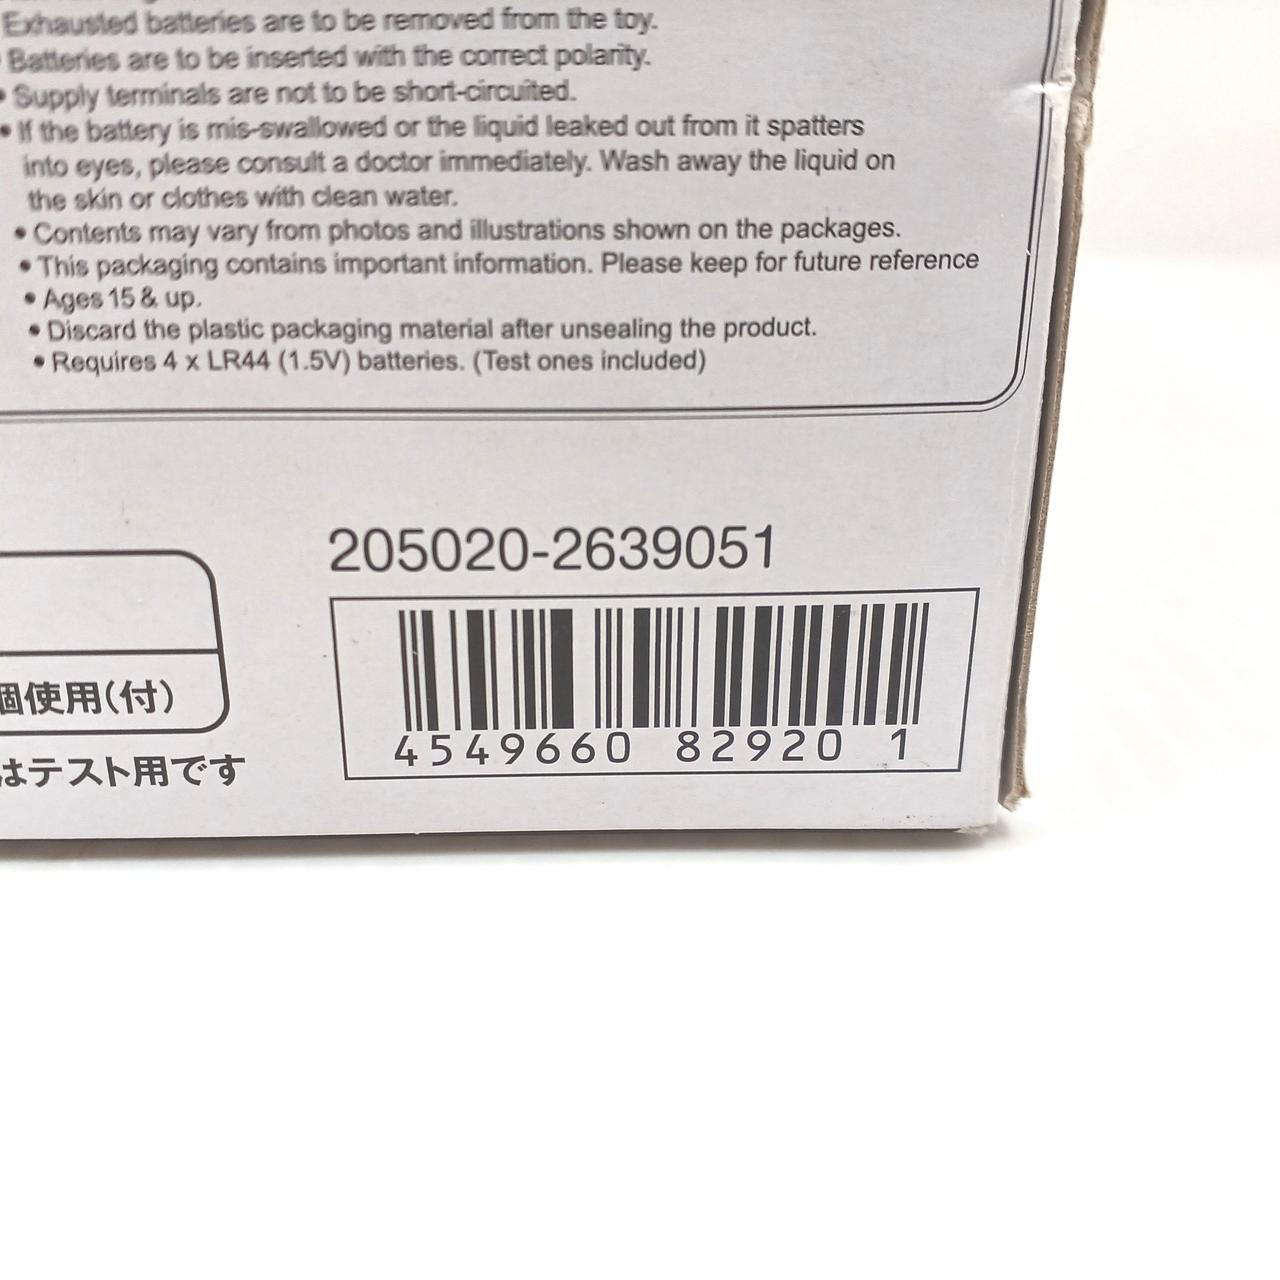 Exhausted batteries are to be removed from the toy.
Batteries are to be inserted with the correct polarity.
• Supply terminals are not to be short-circuited.
• If the battery is mis-swallowed or the liquid leaked out from it spatters
into eyes, please consult a doctor immediately. Wash away the liquid on
the skin or clothes with clean water.
• Contents may vary from photos and illustrations shown on the packages.
• This packaging contains important information. Please keep for future reference
• Ages 15 & up.
• Discard the plastic packaging material after unsealing the product.
• Requires 4 x LR44 (1.5V) batteries. (Test ones included)
205020-2639051
個使用(付)
はテスト用です
4549660 82920 1